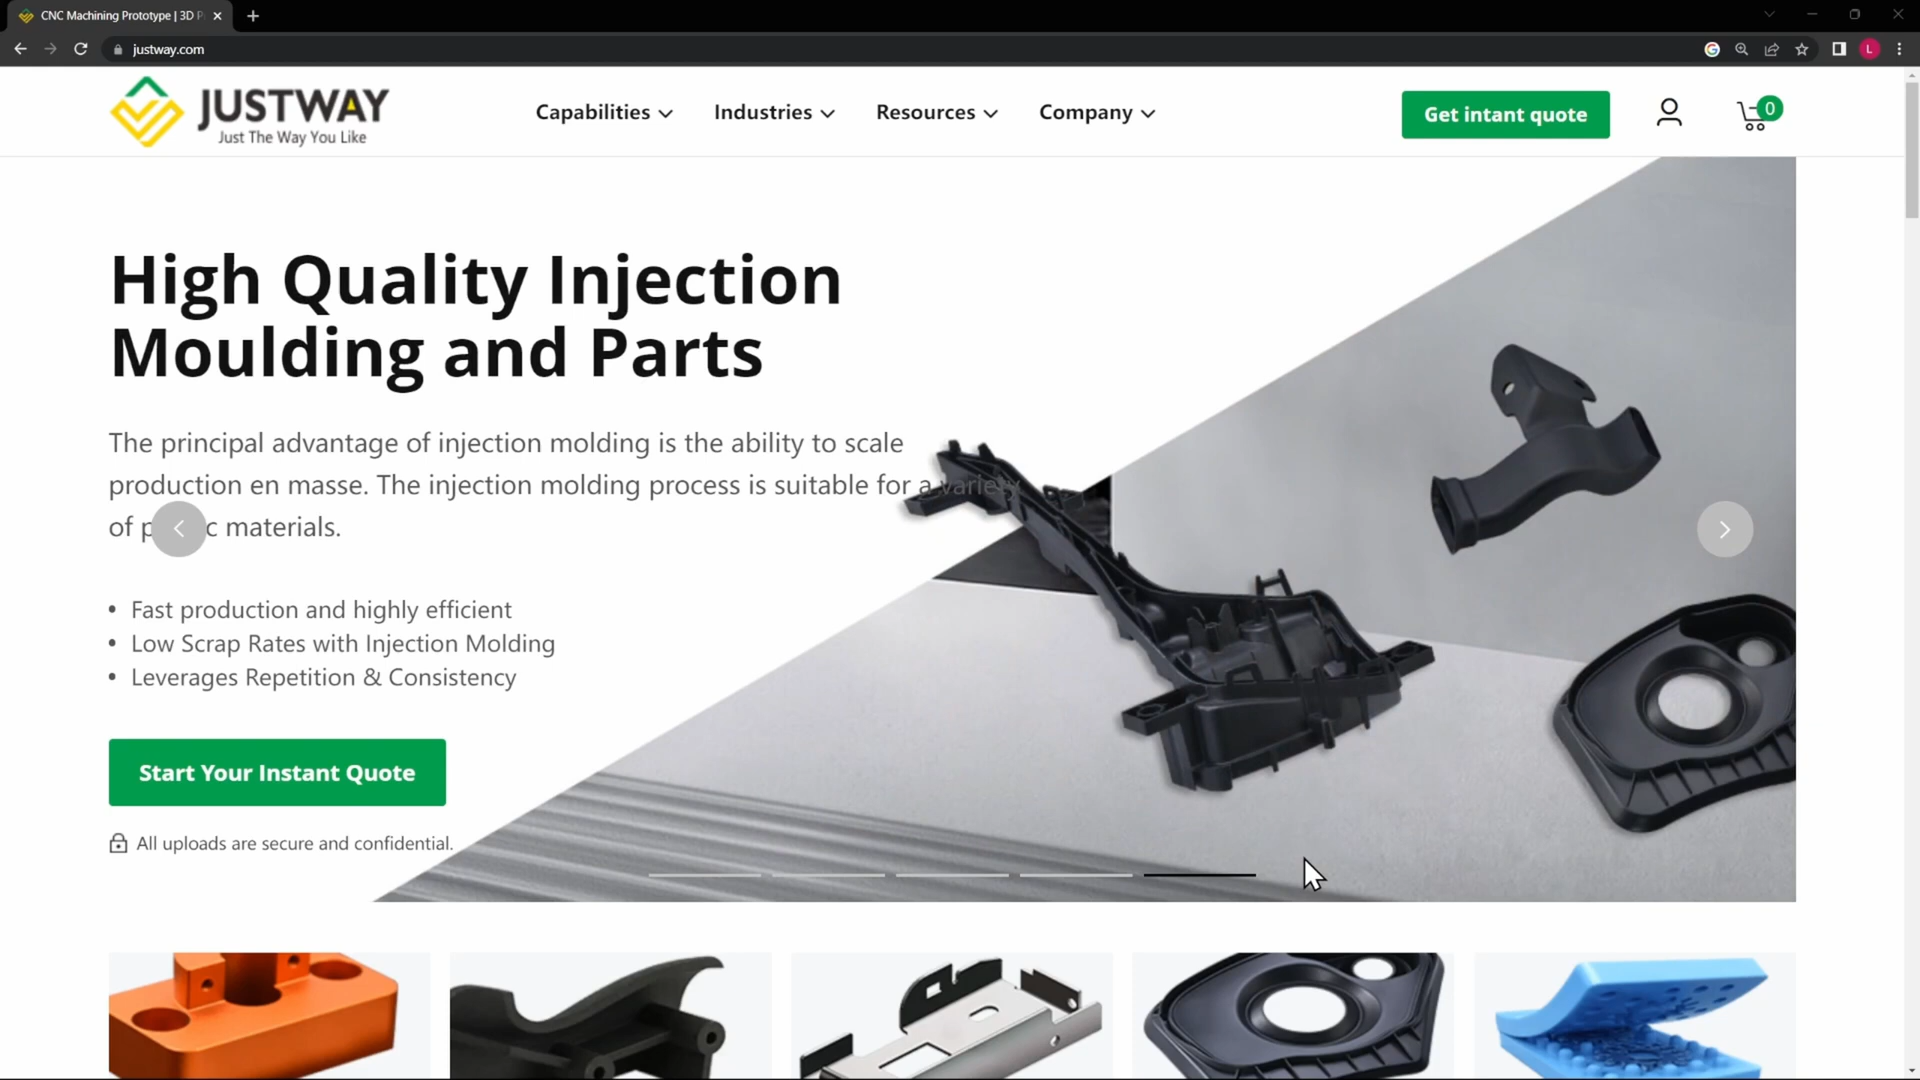 CNC Machining Prototype | 3D P
justway.com
L
JUSTWAY
Just The Way You Like
Capabilities
Industries
Resources
Company
Get intant quote
0
High Quality Injection
Moulding and Parts
The principal advantage of injection molding is the ability to scale
production en masse. The injection molding process is suitable for a variety
of p c materials.
• Fast production and highly efficient
• Low Scrap Rates with Injection Molding
• Leverages Repetition & Consistency
Start Your Instant Quote
All uploads are secure and confidential.